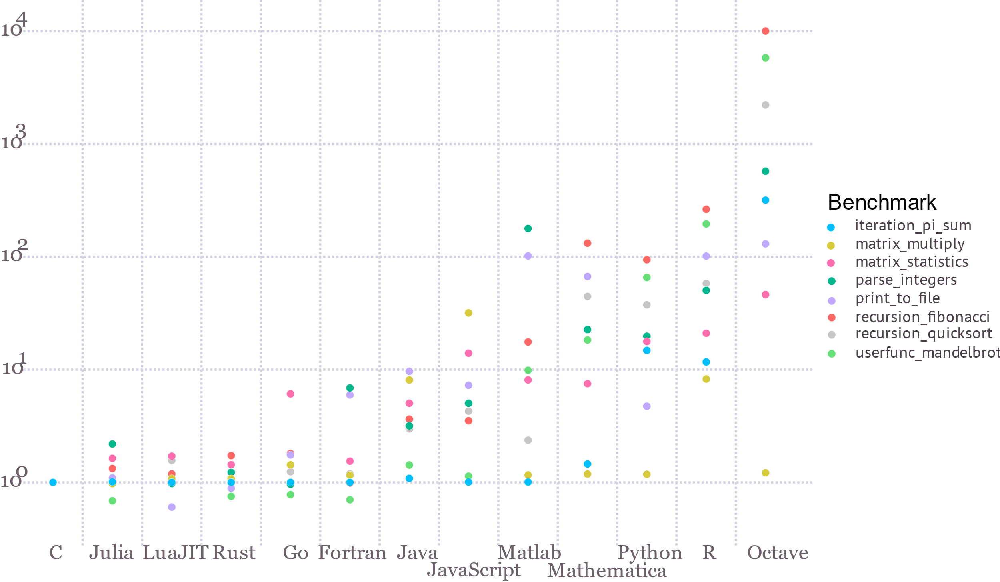 10^4
10^3
10^2
10^1
10^0
C Julia LuaJIT Rust Go Fortran Java JavaScript Matlab Mathematica Python R Octave
Benchmark
iteration_pi_sum
matrix_multiply
matrix_statistics
parse_integers
print_to_file
recursion_fibonacci
recursion_quicksort
userfunc_mandelbrot